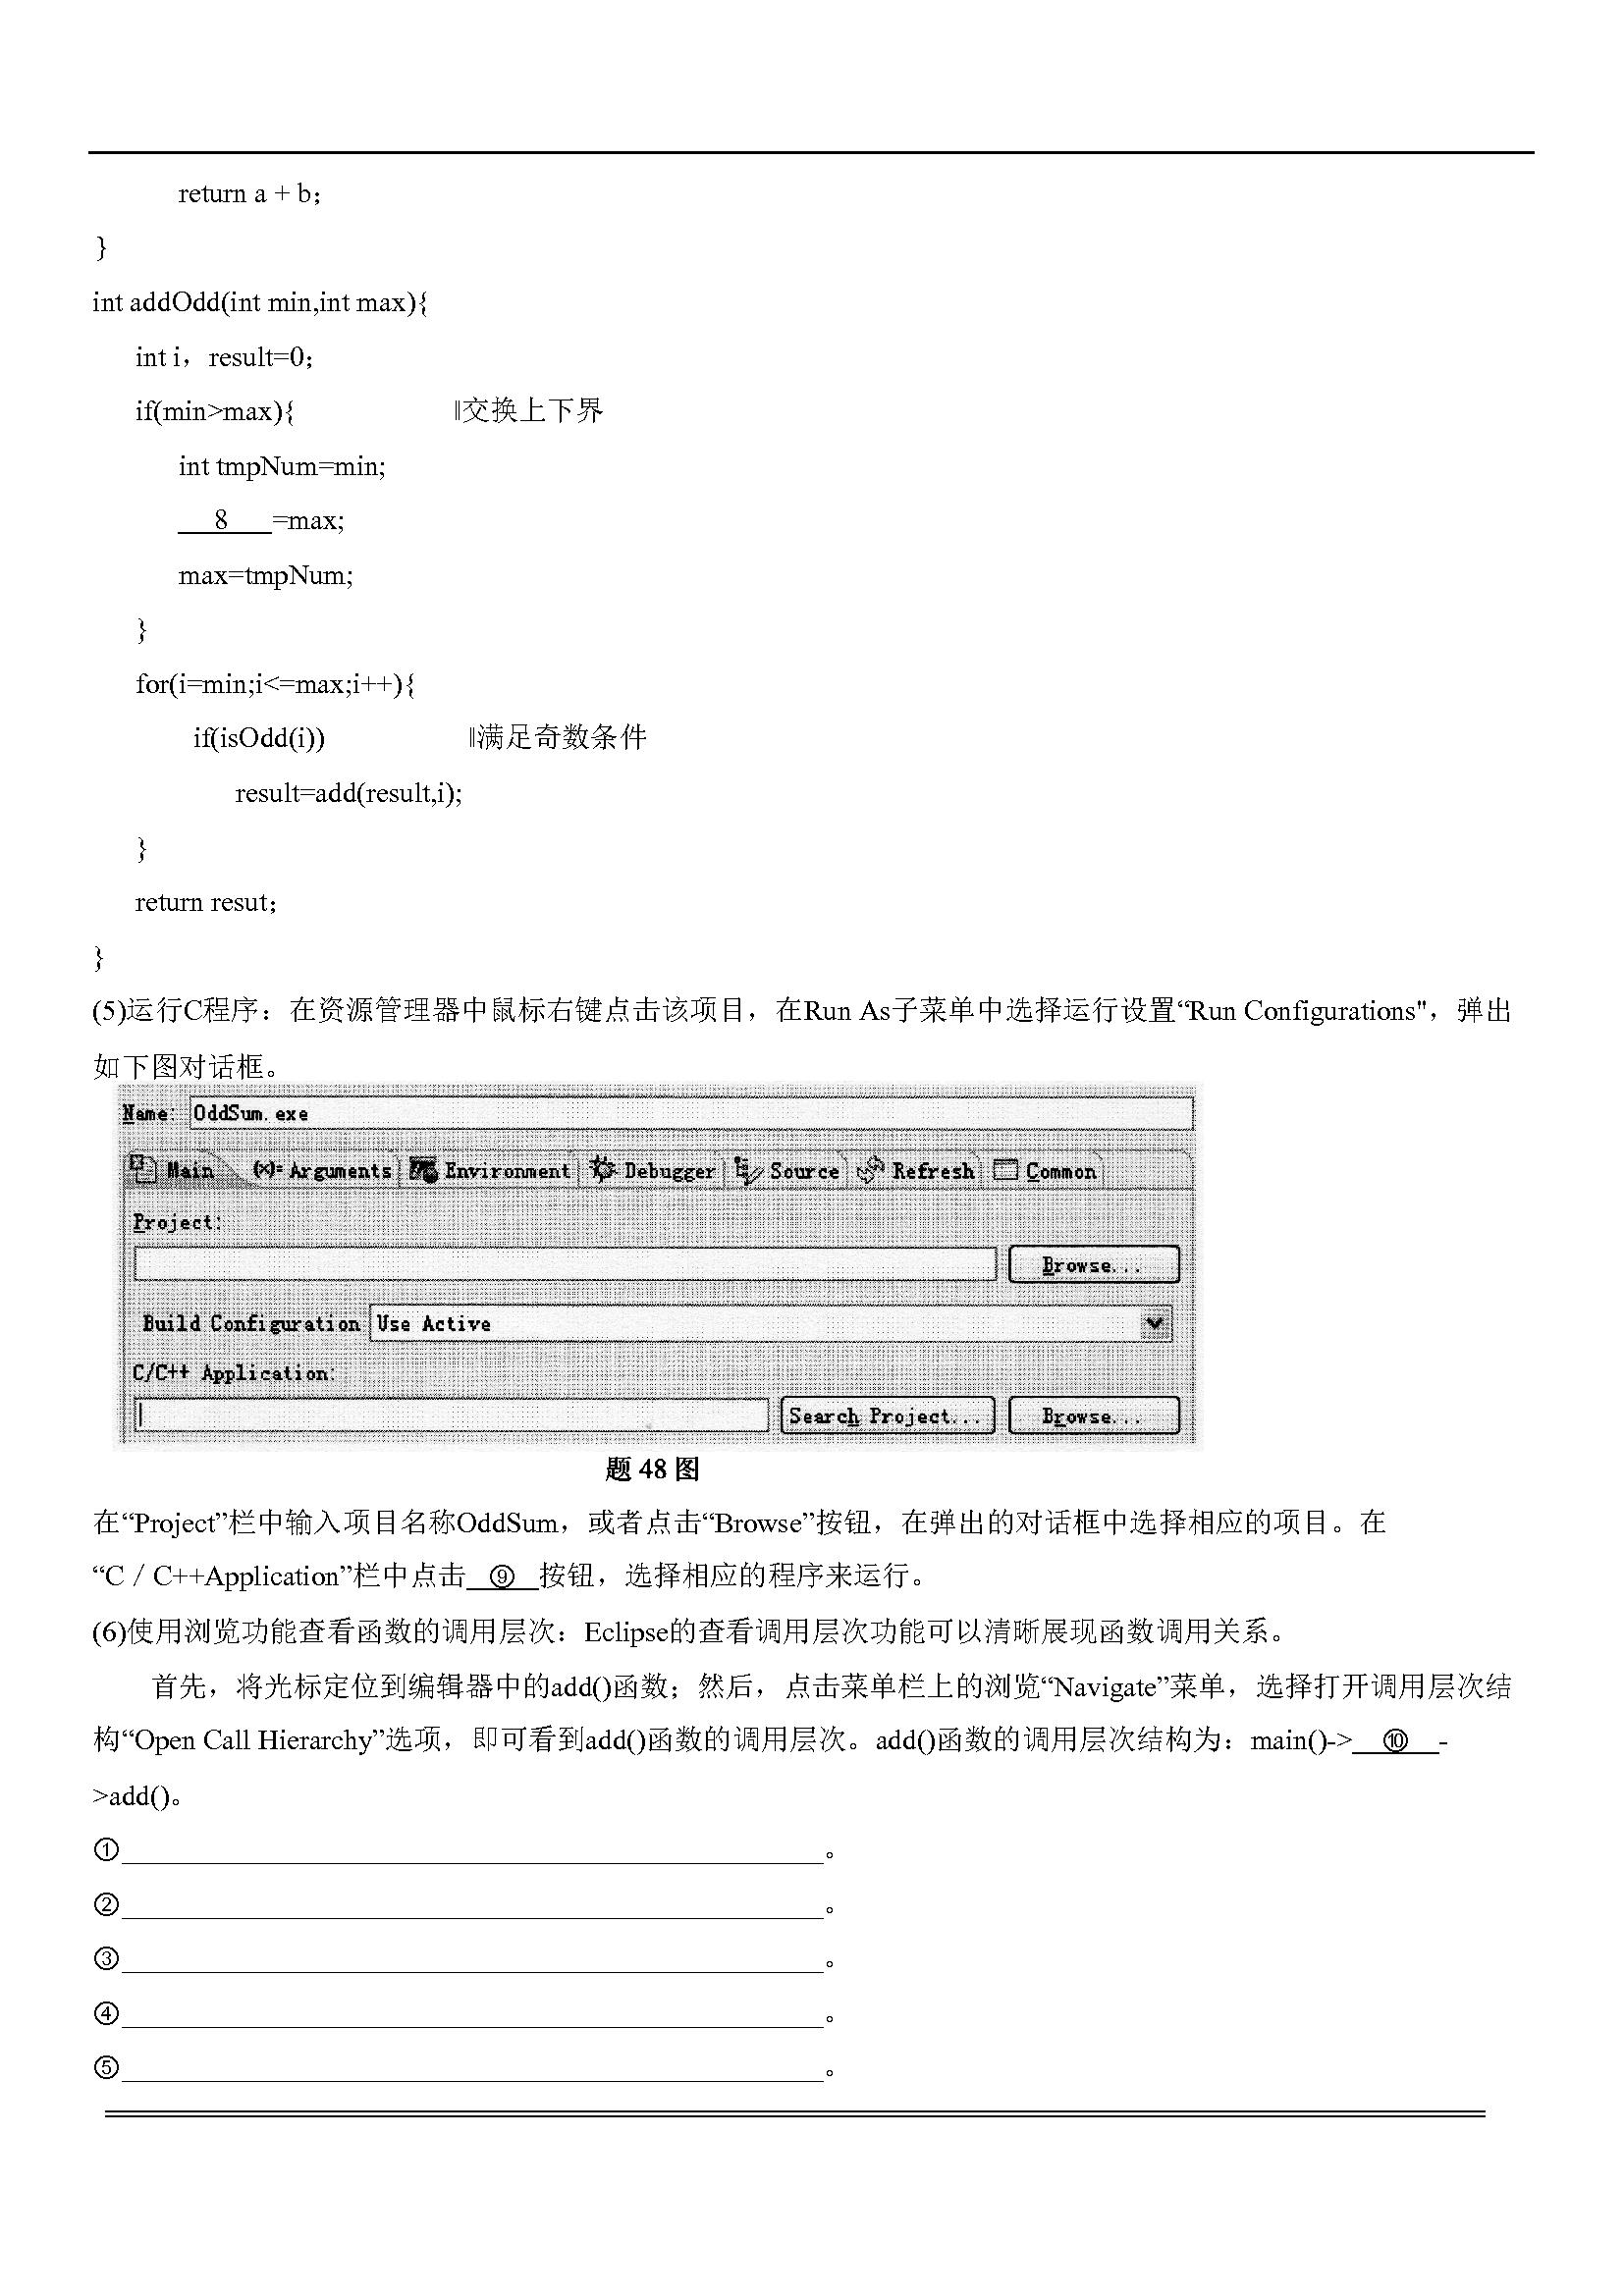 return a + b；
}
int addOdd(int min,int max){
int i，result=0；
if(min>max){ ‖交换上下界
int tmpNum=min;
8 =max;
max=tmpNum;
}
for(i=min;i<=max;i++){
if(isOdd(i)) ‖满足奇数条件
result=add(result,i);
}
return resut；
}
(5)运行C程序：在资源管理器中鼠标右键点击该项目，在Run As子菜单中选择运行设置“Run Configurations"，弹出
如下图对话框。
Name: OddSum.exe
Main (x)= Arguments Environment Debugger Source Refresh Common
Project:
Browse...
Build Configuration Use Active
C/C++ Application:
Search Project... Browse...
题 48 图
在“Project”栏中输入项目名称OddSum，或者点击“Browse”按钮，在弹出的对话框中选择相应的项目。在
“C／C++Application”栏中点击 ⑨ 按钮，选择相应的程序来运行。
(6)使用浏览功能查看函数的调用层次：Eclipse的查看调用层次功能可以清晰展现函数调用关系。
首先，将光标定位到编辑器中的add()函数；然后，点击菜单栏上的浏览“Navigate”菜单，选择打开调用层次结
构“Open Call Hierarchy”选项，即可看到add()函数的调用层次。add()函数的调用层次结构为：main()-> ⑩ -
>add()。
①。
②。
③。
④。
⑤。